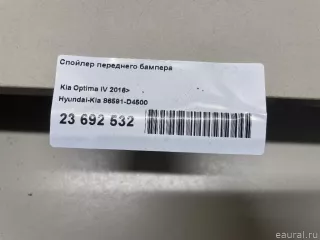 Спойлер переднего бампера
Kia Optima IV 2016>
Hyundai-Kia 86591-D4500
23 692 532
eaural.ru